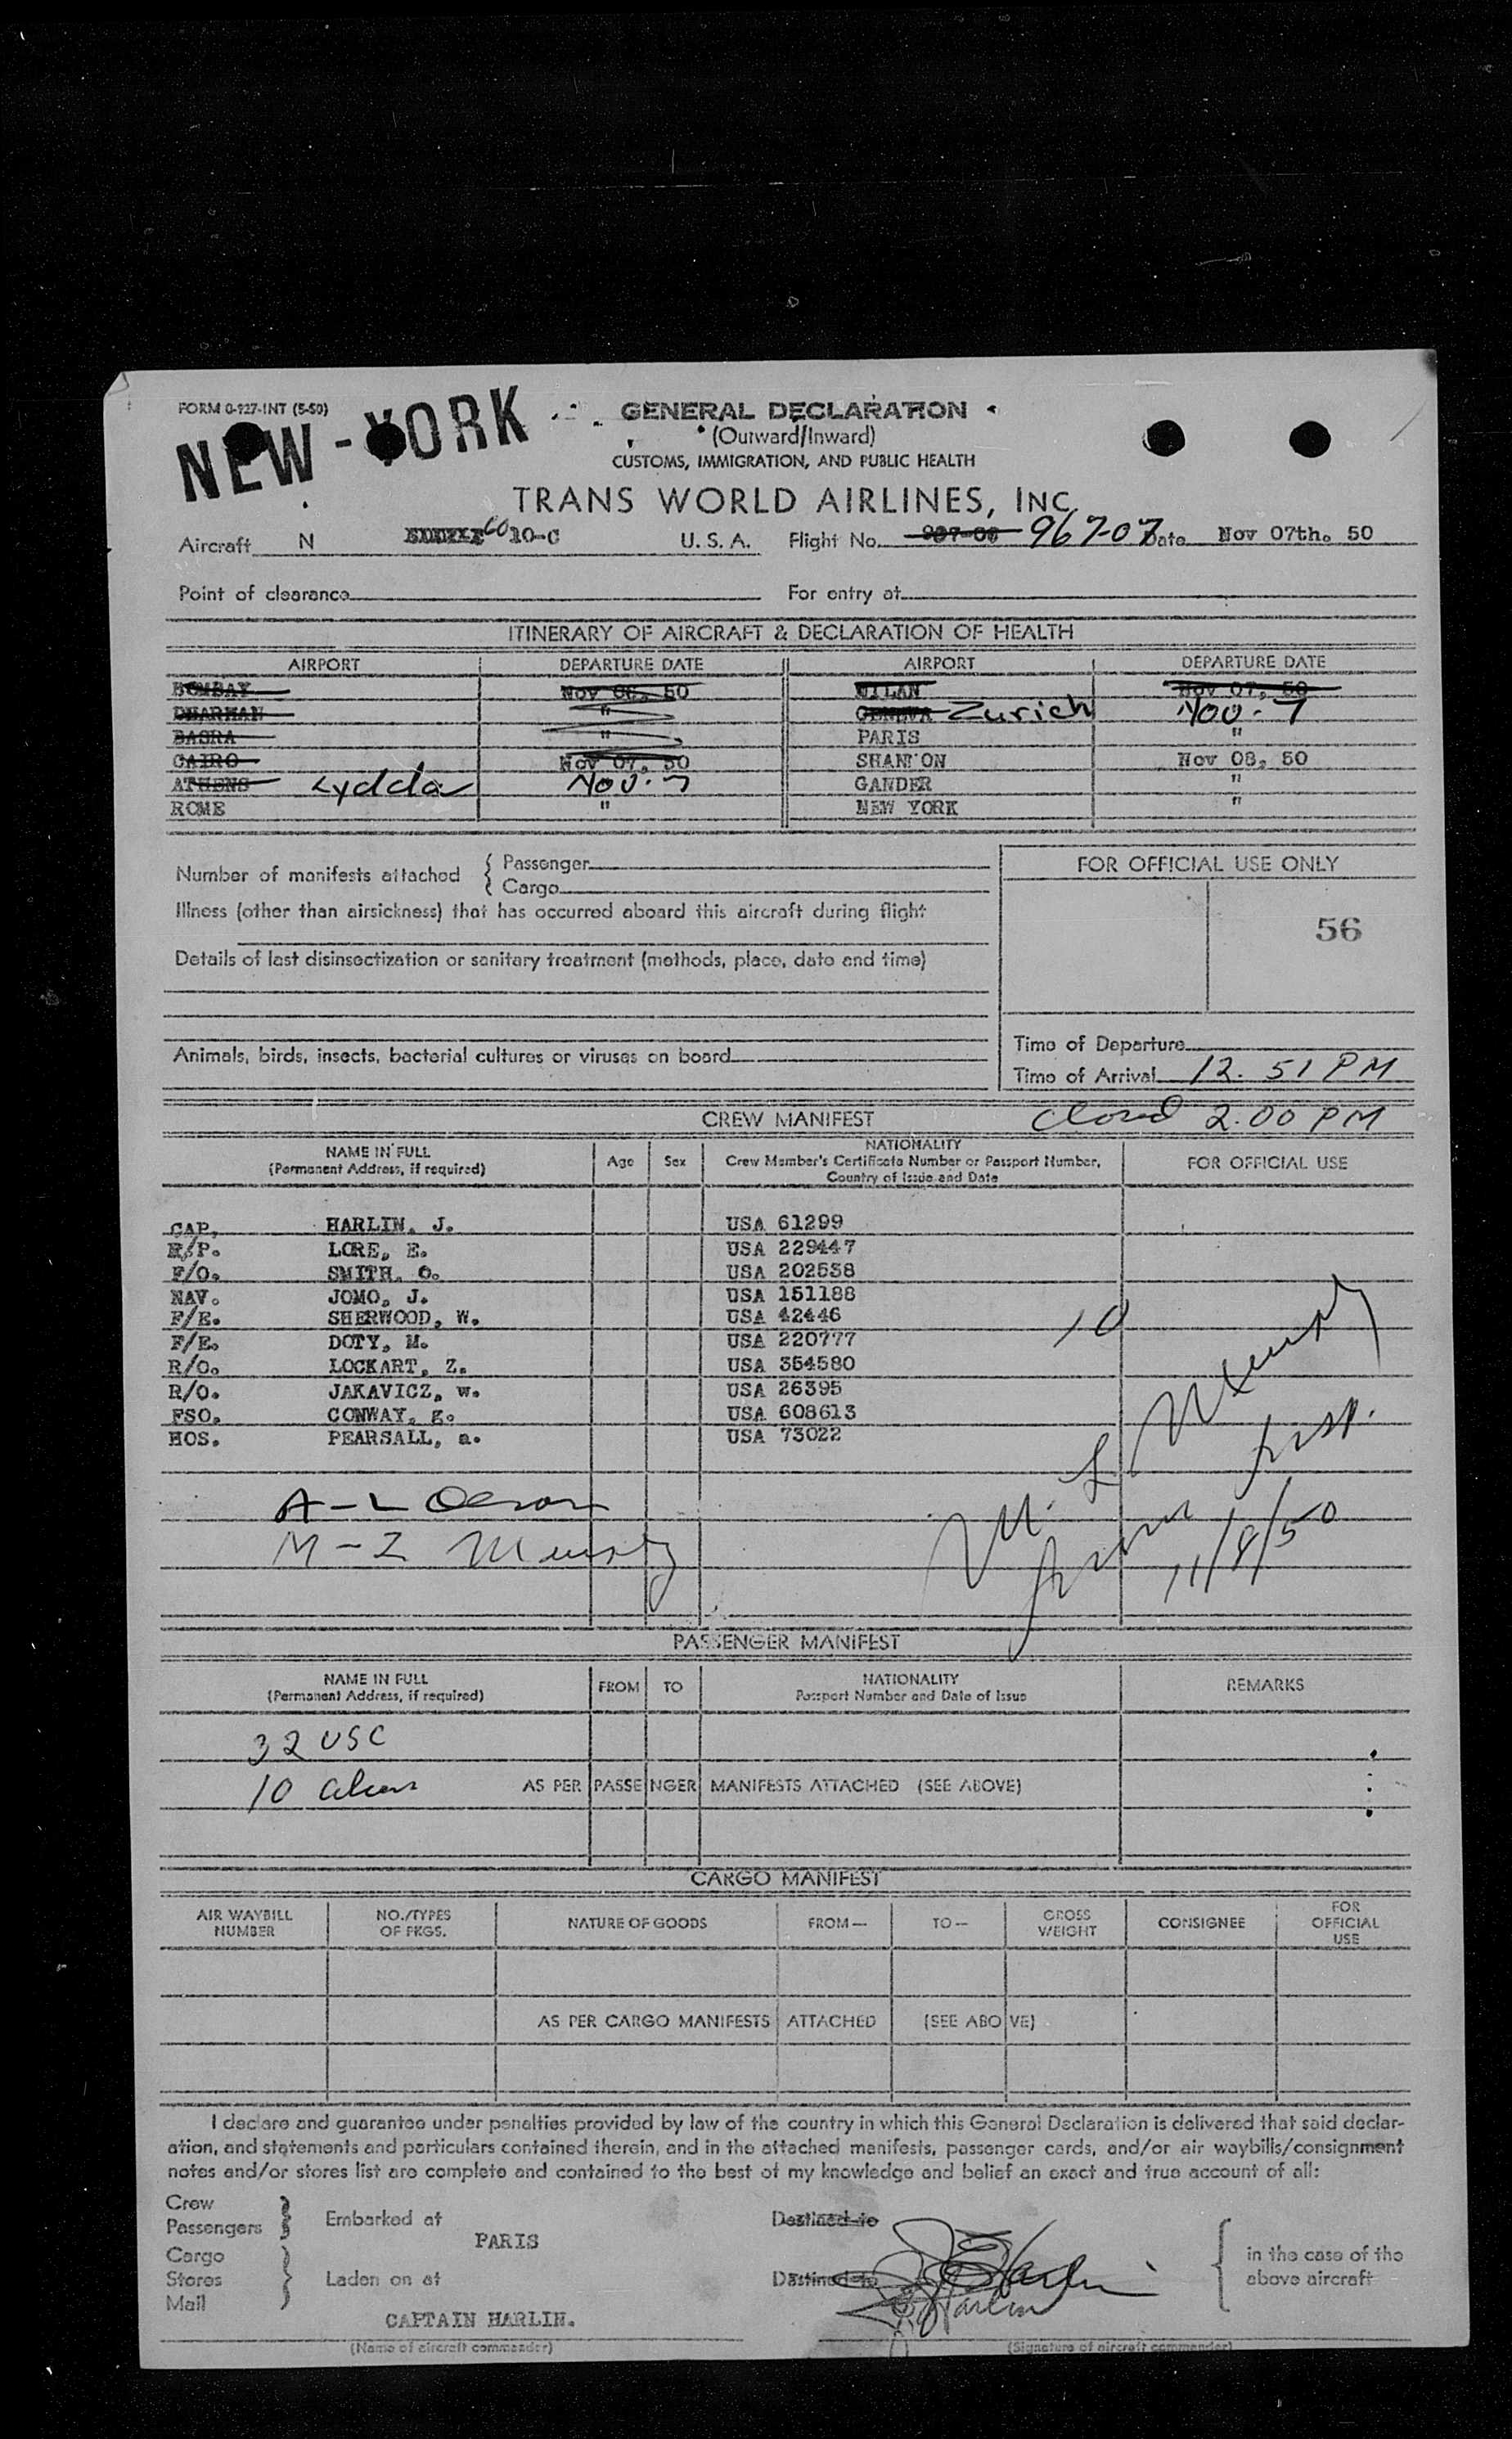 FORM 0-927-INT (5-50)
NEW-YORK
GENERAL DECLARATION
(Outward/Inward)
CUSTOMS, IMMIGRATION, AND PUBLIC HEALTH
TRANS WORLD AIRLINES, INC.
Aircraft N 6010-C U. S. A. Flight No. 967-07 Date Nov 07th. 50
Point of clearance For entry at
ITINERARY OF AIRCRAFT & DECLARATION OF HEALTH
AIRPORT DEPARTURE DATE AIRPORT DEPARTURE DATE
BOMBAY Nov 06, 50 MILAN Nov 07, 50
DHARHAN " GENEVA Zurich Nov. 7
BASRA " PARIS "
CAIRO Nov 07, 50 SHANNON Nov 08, 50
ATHENS Lydda Nov. 7 GANDER "
ROME " NEW YORK "
Number of manifests attached { Passenger
Cargo
FOR OFFICIAL USE ONLY
Illness (other than airsickness) that has occurred aboard this aircraft during flight
56
Details of last disinsectization or sanitary treatment (methods, place, date and time)
Time of Departure
Animals, birds, insects, bacterial cultures or viruses on board
Time of Arrival 12.51 PM
Closed 2.00 PM
CREW MANIFEST
NAME IN FULL (Permanent Address, if required) Age Sex NATIONALITY Crew Member's Certificate Number or Passport Number, Country of Issue and Date FOR OFFICIAL USE
CAP. HARLIN, J. USA 61299
R/P. LORE, E. USA 229447
F/O. SMITH. O. USA 202538
NAV. JOMO, J. USA 151188
F/E. SHERWOOD, W. USA 42446
F/E. DOTY, M. USA 220777
10
R/O. LOCKART, Z. USA 354580
R/O. JAKAVICZ, w. USA 26395
FSO. CONWAY, g. USA 608613
HOS. PEARSALL, a. USA 73022
A-L Olson
M-Z Murphy
M. L Murphy
Insp.
11/8/50
PASSENGER MANIFEST
NAME IN FULL (Permanent Address, if required) FROM TO NATIONALITY Passport Number and Date of Issue REMARKS
32 USC
10 aliens AS PER PASSENGER MANIFESTS ATTACHED (SEE ABOVE)
CARGO MANIFEST
AIR WAYBILL NUMBER NO./TYPES OF PKGS. NATURE OF GOODS FROM— TO— GROSS WEIGHT CONSIGNEE FOR OFFICIAL USE
AS PER CARGO MANIFESTS ATTACHED (SEE ABOVE)
I declare and guarantee under penalties provided by law of the country in which this General Declaration is delivered that said declar-
ation, and statements and particulars contained therein, and in the attached manifests, passenger cards, and/or air waybills/consignment
notes and/or stores list are complete and contained to the best of my knowledge and belief an exact and true account of all:
Crew
Passengers } Embarked at Destined to
PARIS
Cargo in the case of the
Stores } Laden on at Destined to above aircraft
Mail
J E Harlin
J Harlin
CAPTAIN HARLIN.
(Name of aircraft commander) (Signature of aircraft commander)